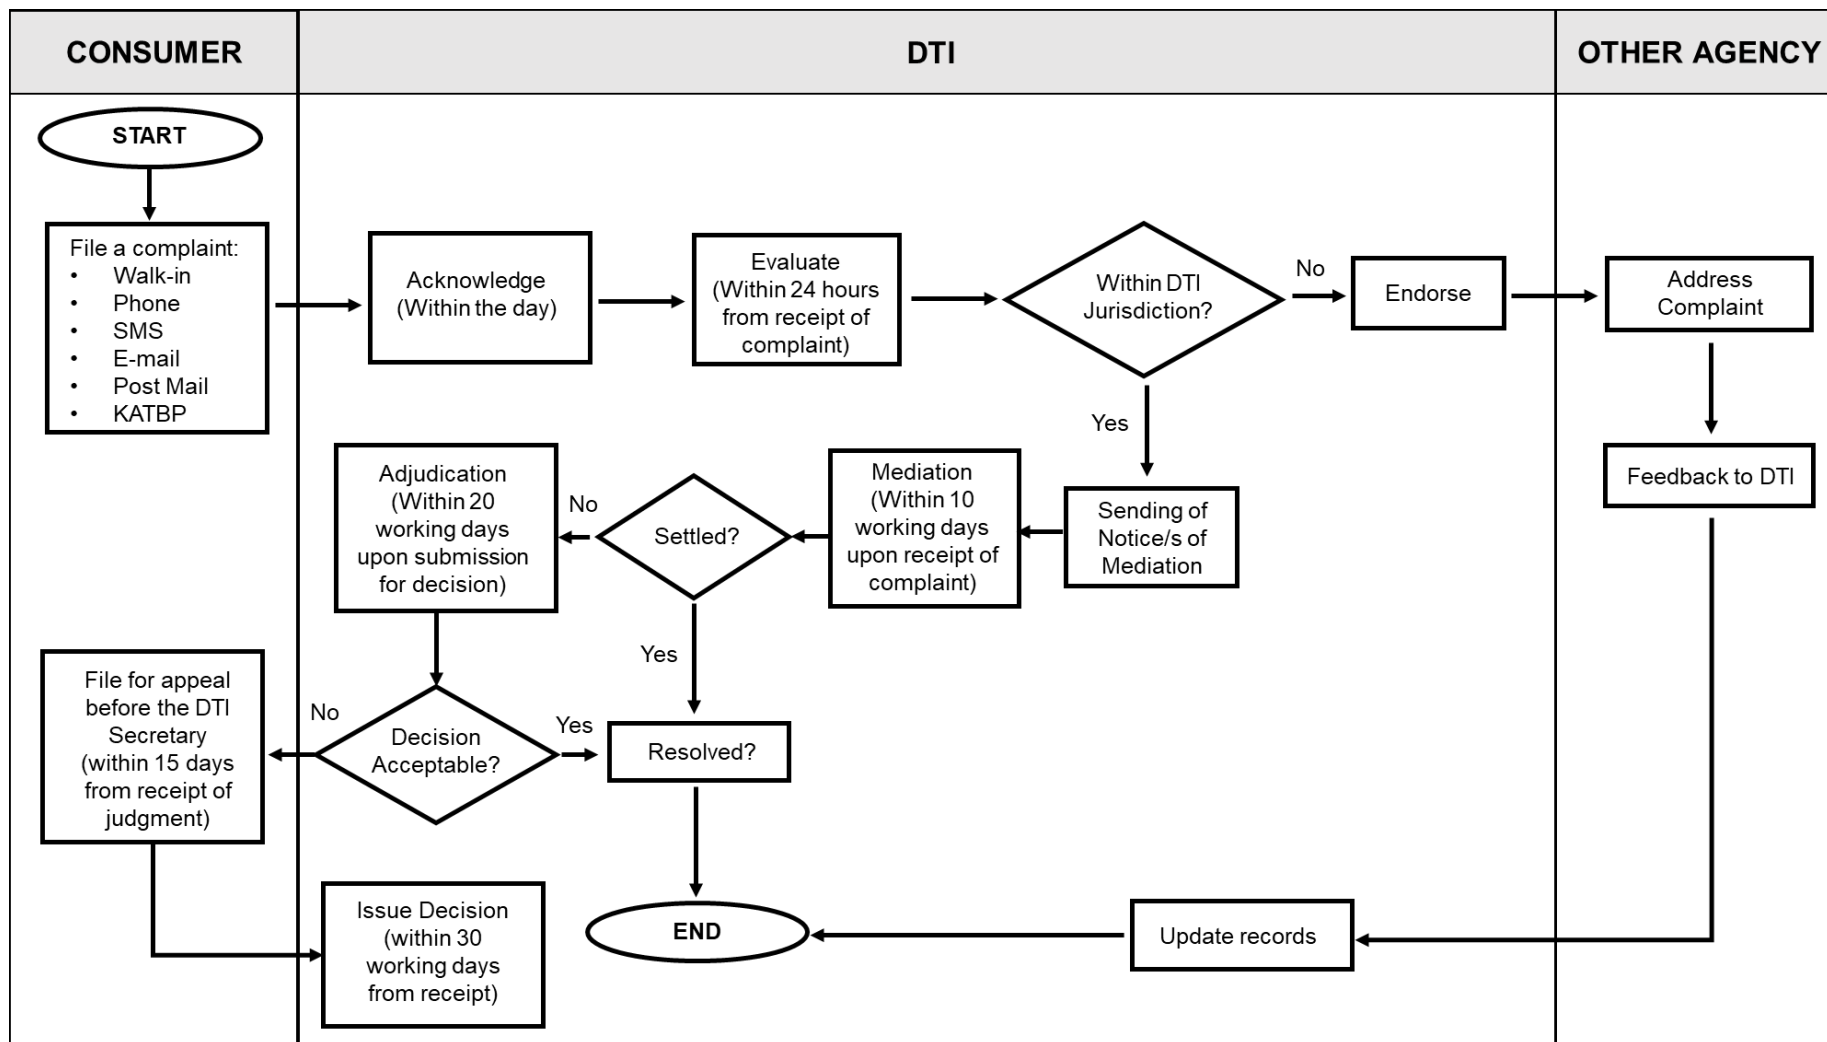 CONSUMER
DTI
OTHER AGENCY
START
File a complaint:
• Walk-in
• Phone
• SMS
• E-mail
• Post Mail
• KATBP
Acknowledge
(Within the day)
Evaluate
(Within 24 hours
from receipt of
complaint)
Within DTI
Jurisdiction?
No
Endorse
Address
Complaint
Yes
Feedback to DTI
Sending of
Notice/s of
Mediation
Mediation
(Within 10
working days
upon receipt of
complaint)
Settled?
No
Adjudication
(Within 20
working days
upon submission
for decision)
Yes
File for appeal
before the DTI
Secretary
(within 15 days
from receipt of
judgment)
No
Decision
Acceptable?
Yes
Resolved?
Issue Decision
(within 30
working days
from receipt)
END
Update records